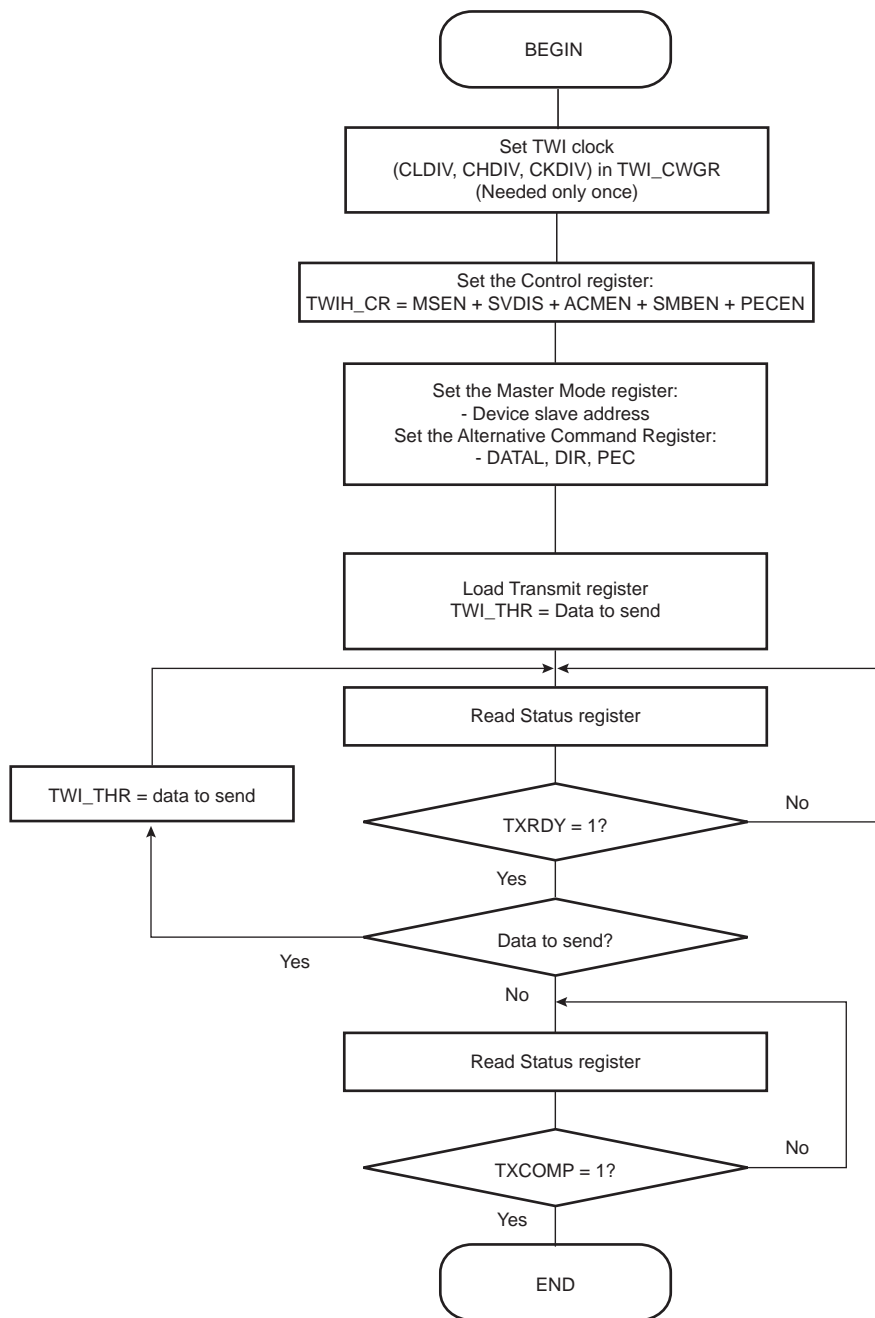 BEGIN
Set TWI clock
(CLDIV, CHDIV, CKDIV) in TWI_CWGR
(Needed only once)
Set the Control register:
TWIH_CR = MSEN + SVDIS + ACMEN + SMBEN + PECEN
Set the Master Mode register:
- Device slave address
Set the Alternative Command Register:
- DATAL, DIR, PEC
Load Transmit register
TWI_THR = Data to send
Read Status register
TWI_THR = data to send
TXRDY = 1?
No
Yes
Data to send?
Yes
No
Read Status register
TXCOMP = 1?
No
Yes
END